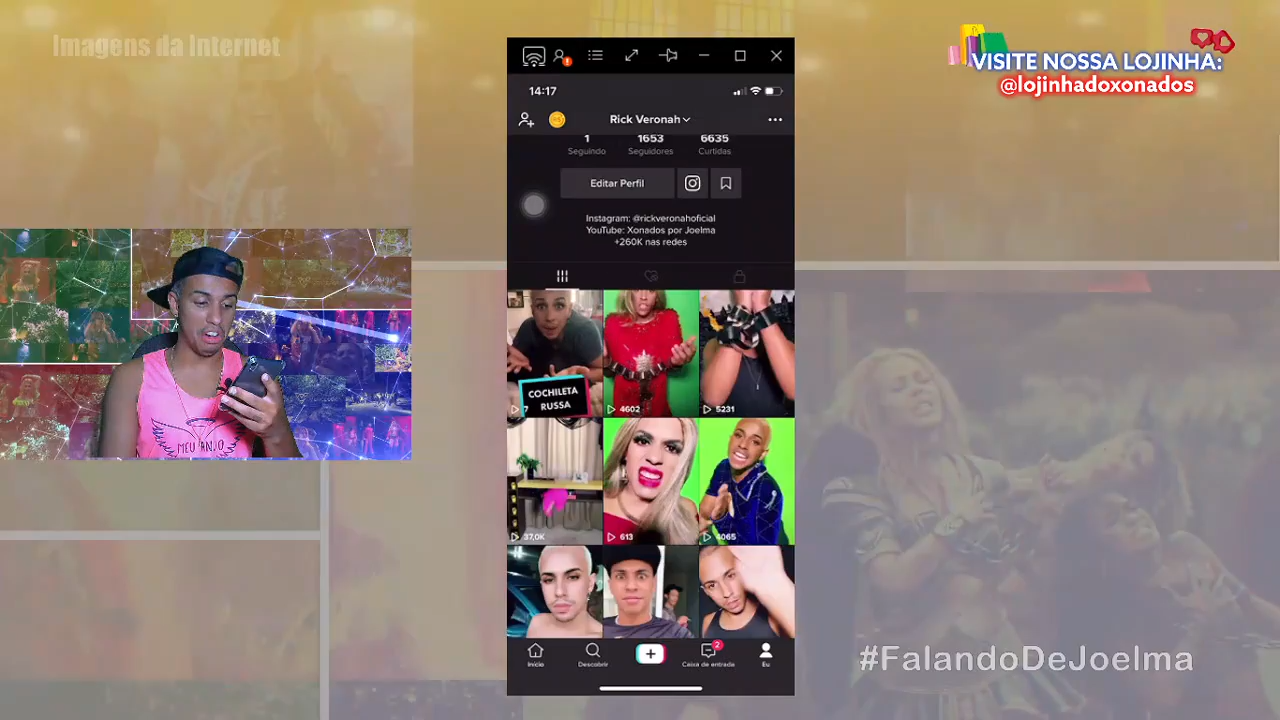 Imagens da Internet
VISITE NOSSA LOJINHA:
@lojinhadoxonados
14:17
Rick Veronah
1 1653 6635
Seguindo Seguidores Curtidas
Editar Perfil
Instagram: @rickveronahoficial
YouTube: Xonados por Joelma
+260K nas redes
COCHILETA
RUSSA
7 4602 5231
MEU ANJO
37,0K 613 4065
2
Início Descobrir Caixa de entrada Eu
#FalandoDeJoelma